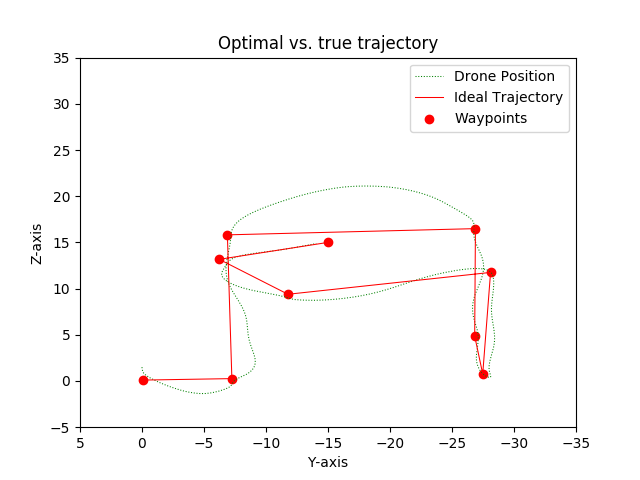 Optimal vs. true trajectory
Drone Position
Ideal Trajectory
Waypoints
35
30
25
20
15
10
5
0
−5
Z-axis
5 0 −5 −10 −15 −20 −25 −30 −35
Y-axis